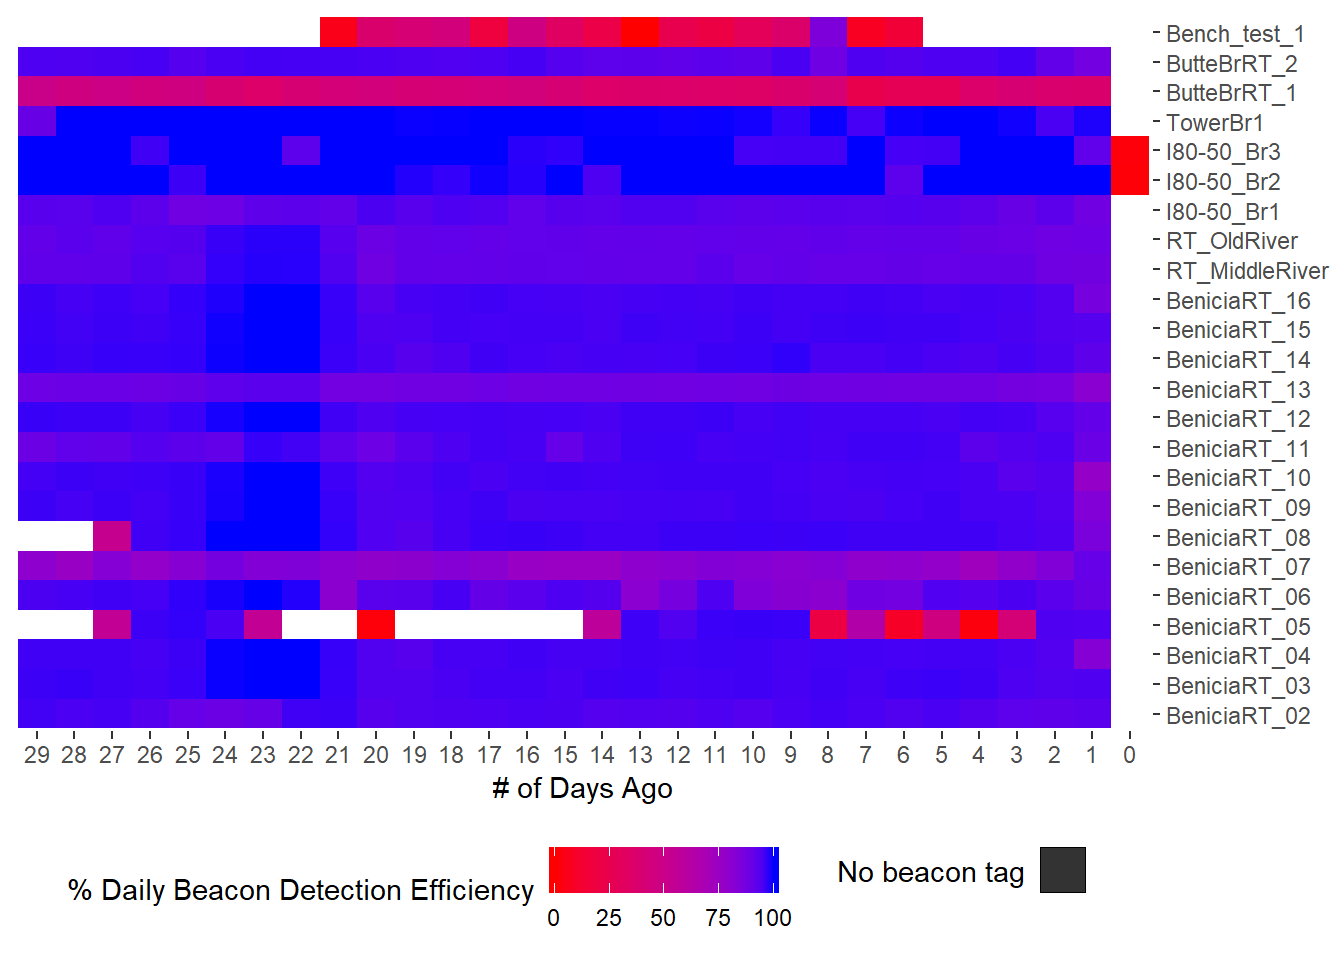 Bench_test_1
ButteBrRT_2
ButteBrRT_1
TowerBr1
I80-50_Br3
I80-50_Br2
I80-50_Br1
RT_OldRiver
RT_MiddleRiver
BeniciaRT_16
BeniciaRT_15
BeniciaRT_14
BeniciaRT_13
BeniciaRT_12
BeniciaRT_11
BeniciaRT_10
BeniciaRT_09
BeniciaRT_08
BeniciaRT_07
BeniciaRT_06
BeniciaRT_05
BeniciaRT_04
BeniciaRT_03
BeniciaRT_02
29 28 27 26 25 24 23 22 21 20 19 18 17 16 15 14 13 12 11 10 9 8 7 6 5 4 3 2 1 0
# of Days Ago
% Daily Beacon Detection Efficiency
0 25 50 75 100
No beacon tag